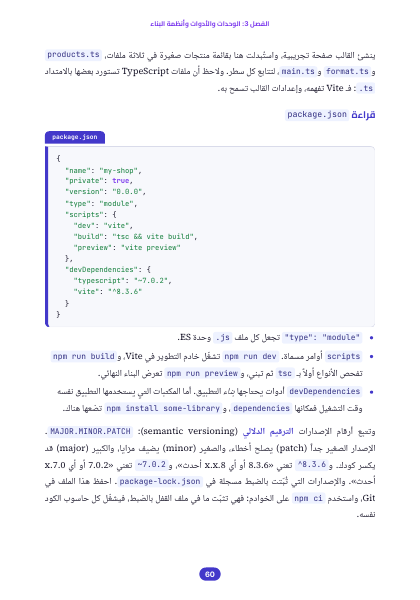 الفصل 3: الوحدات والأدوات وأنظمة البناء
ينشئ القالب صفحة تجريبية، واستُبدلت هنا بقائمة منتجات صغيرة في ثلاثة ملفات، products.ts
و format.ts و main.ts ، لنتابع كل سطر. ولاحظ أن ملفات TypeScript تستورد بعضها بالامتداد
.ts : فـ Vite تفهمه، وإعدادات القالب تسمح به.
قراءة package.json
package.json
{
"name": "my-shop",
"private": true,
"version": "0.0.0",
"type": "module",
"scripts": {
"dev": "vite",
"build": "tsc && vite build",
"preview": "vite preview"
},
"devDependencies": {
"typescript": "~7.0.2",
"vite": "^8.3.6"
}
}
• "type": "module" تجعل كل ملف .js وحدة ES.
• scripts أوامر مسماة. npm run dev تشغّل خادم التطوير في Vite، و npm run build
تفحص الأنواع أولاً بـ tsc ثم تبني، و npm run preview تعرض البناء النهائي.
• devDependencies أدوات يحتاجها بناء التطبيق. أما المكتبات التي يستخدمها التطبيق نفسه
وقت التشغيل فمكانها dependencies ، و npm install some-library تضعها هناك.
وتتبع أرقام الإصدارات الترقيم الدلالي (semantic versioning): MAJOR.MINOR.PATCH .
الإصدار الصغير جداً (patch) يصلح أخطاء، والصغير (minor) يضيف مزايا، والكبير (major) قد
يكسر كودك. و ^8.3.6 تعني «8.3.6 أو أي 8.x.x أحدث»، و ~7.0.2 تعني «7.0.2 أو أي 7.0.x
أحدث». والإصدارات التي ثُبّتت بالضبط مسجلة في package-lock.json . احفظ هذا الملف في
Git، واستخدم npm ci على الخوادم: فهي تثبّت ما في ملف القفل بالضبط، فيشغّل كل حاسوب الكود
نفسه.
60